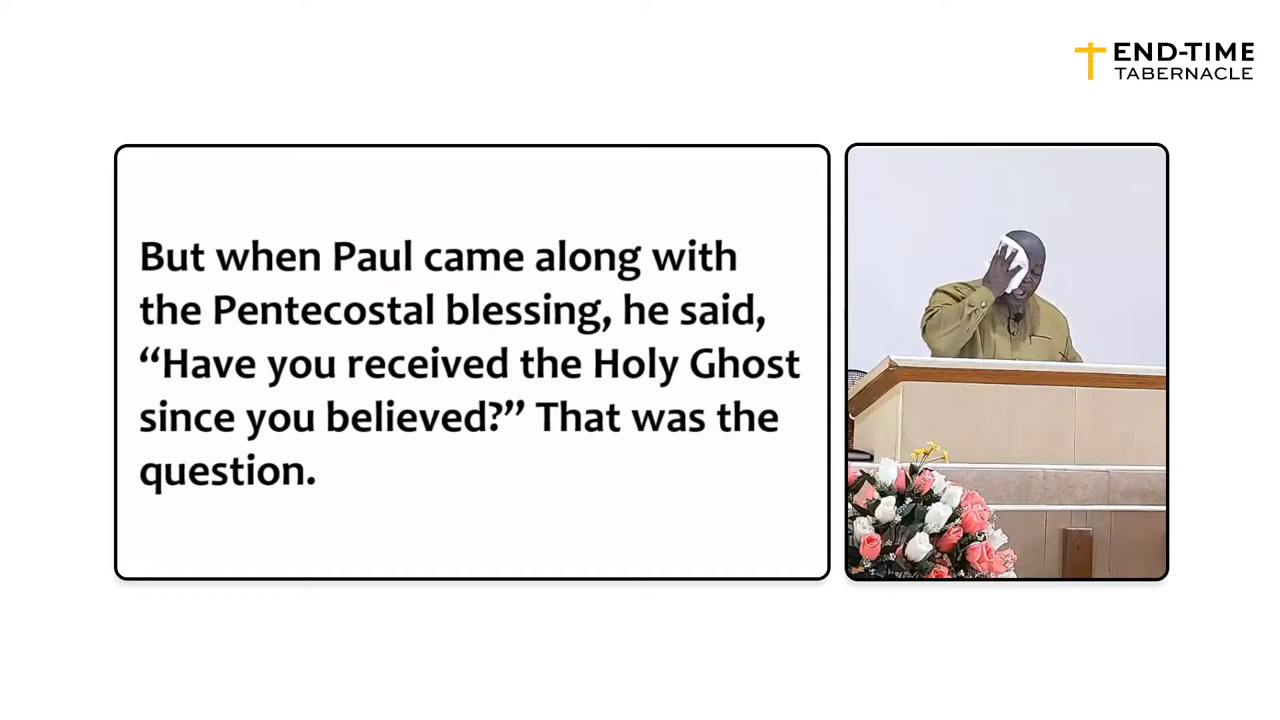 END-TIME
TABERNACLE
But when Paul came along with
the Pentecostal blessing, he said,
“Have you received the Holy Ghost
since you believed?” That was the
question.